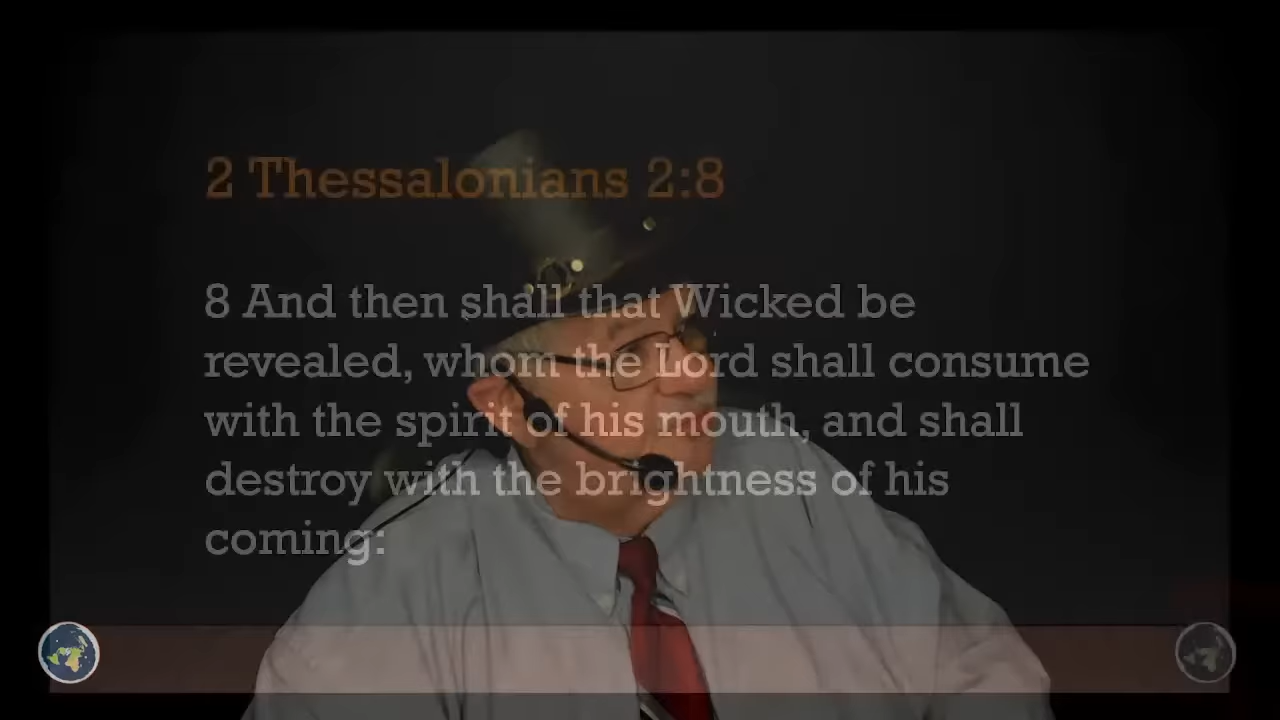 2 Thessalonians 2:8
8 And then shall that Wicked be
revealed, whom the Lord shall consume
with the spirit of his mouth, and shall
destroy with the brightness of his
coming: